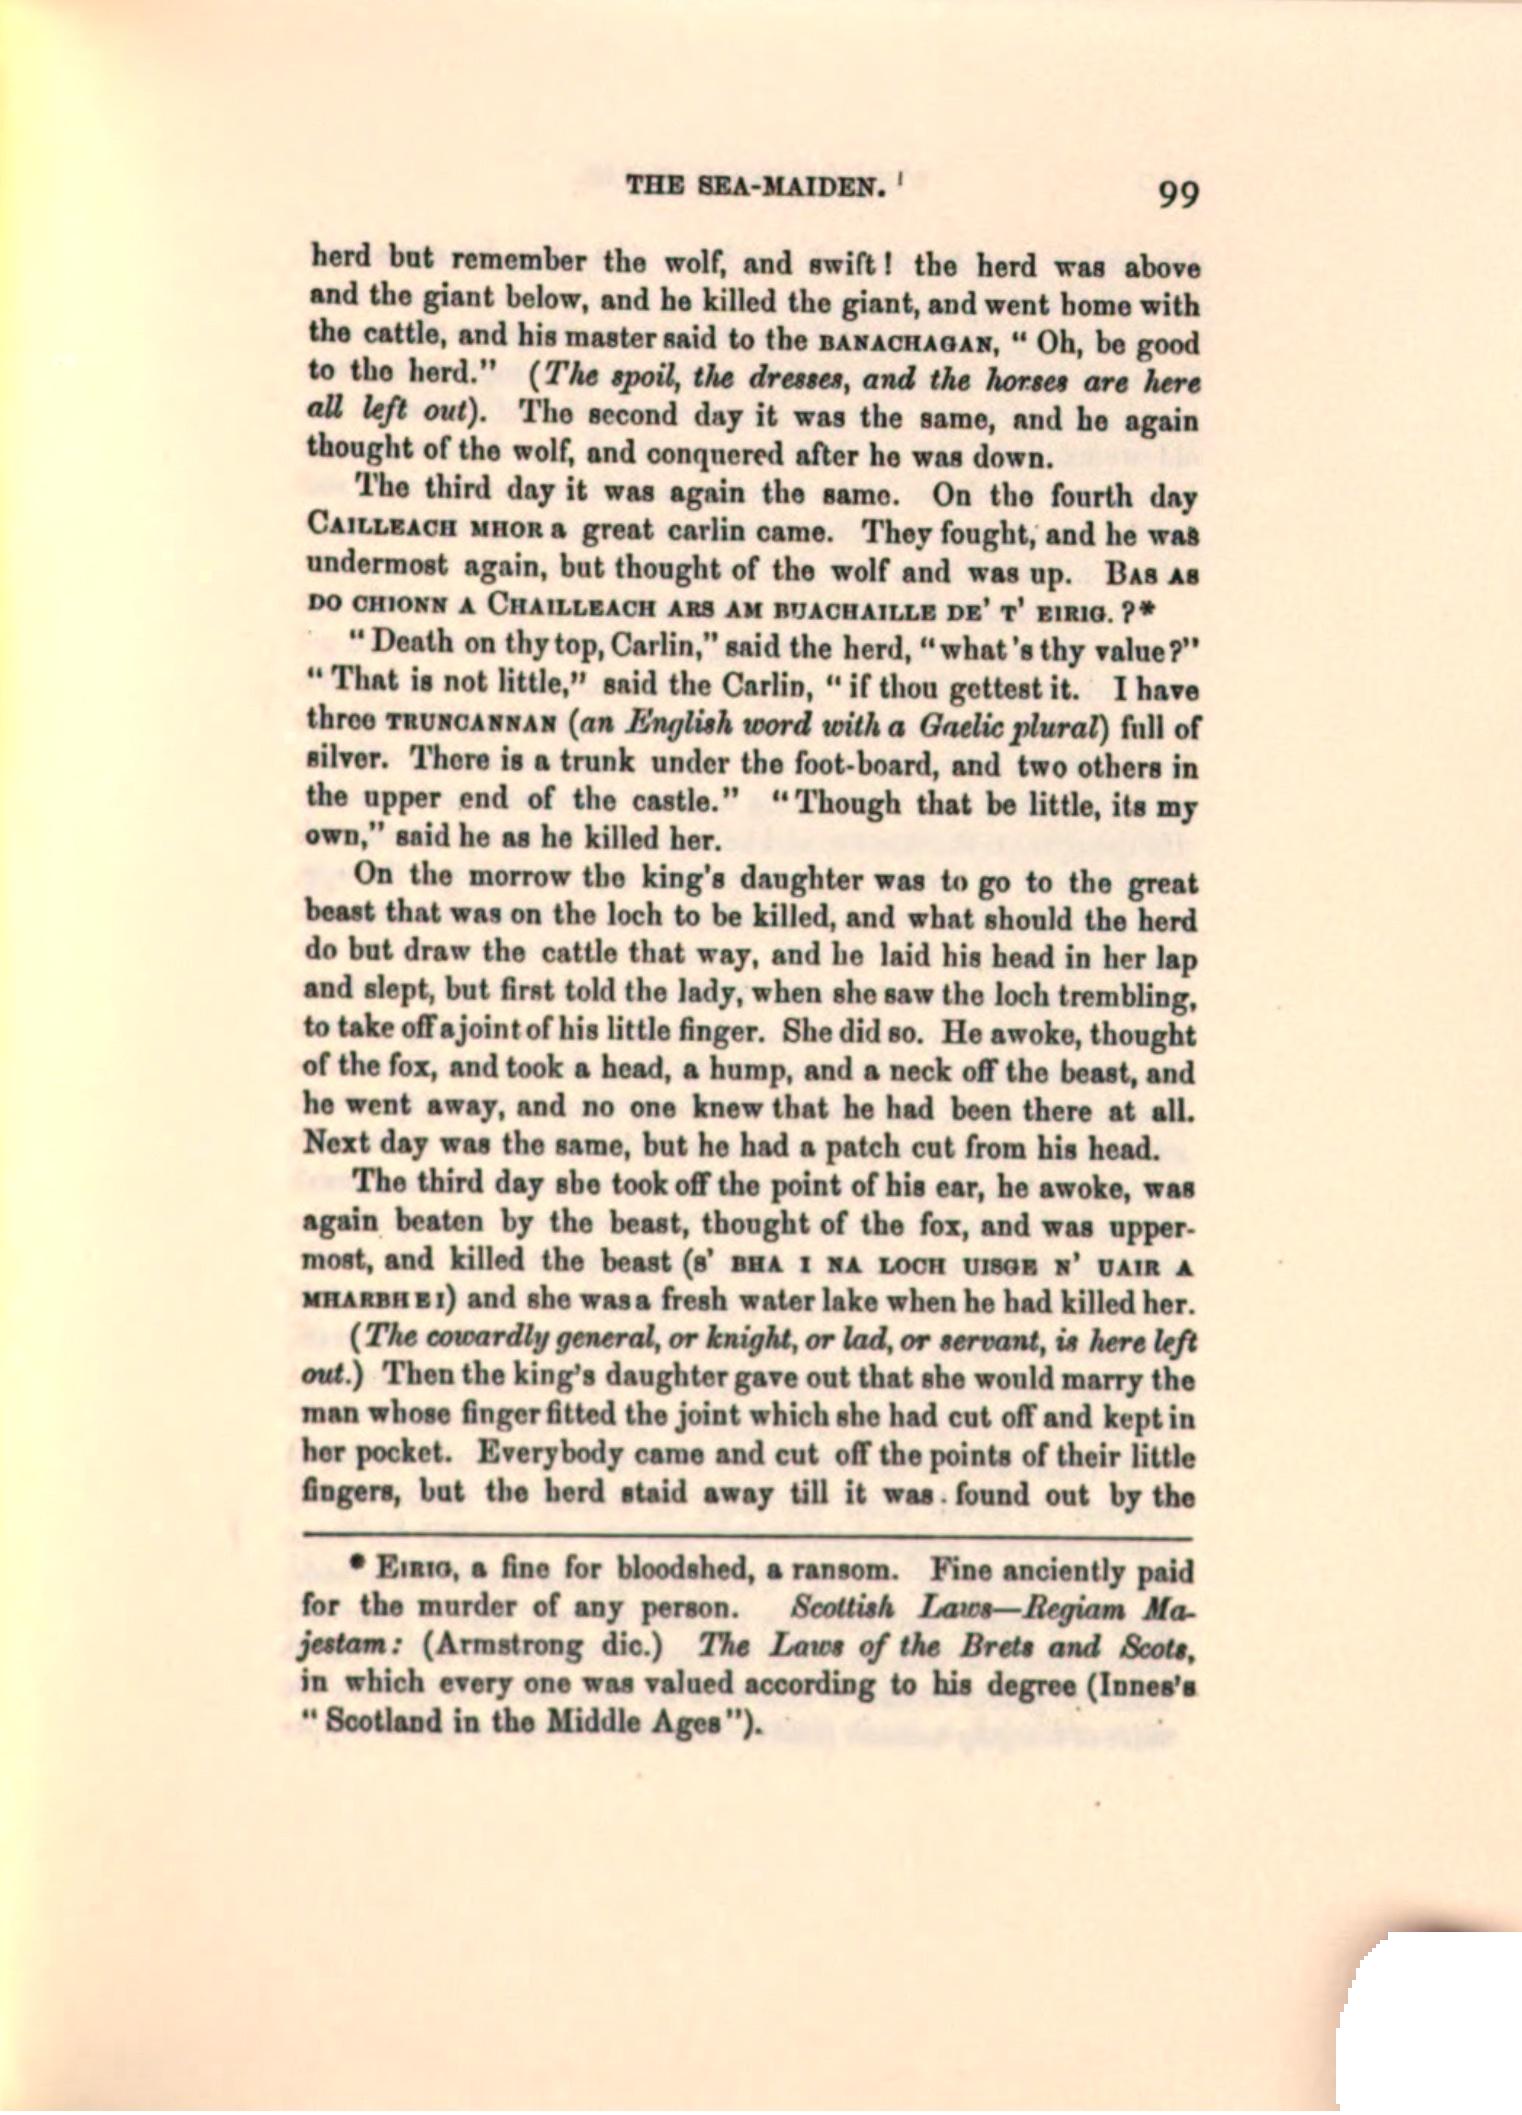 THE SEA-MAIDEN.
99
herd but remember the wolf, and swift! the herd was above
and the giant below, and he killed the giant, and went home with
the cattle, and his master said to the BANACHAGAN, “Oh, be good
to the herd.” (The spoil, the dresses, and the horses are here
all left out). The second day it was the same, and he again
thought of the wolf, and conquered after he was down.
The third day it was again the same. On the fourth day
CAILLEACH MHOR a great carlin came. They fought, and he was
undermost again, but thought of the wolf and was up. BAS AS
DO CHIONN A CHAILLEACH ARS AM BUACHAILLE DE’ T’ EIRIG. ?*
“Death on thy top, Carlin,” said the herd, “what’s thy value?”
“That is not little,” said the Carlin, “if thou gettest it. I have
three TRUNCANNAN (an English word with a Gaelic plural) full of
silver. There is a trunk under the foot-board, and two others in
the upper end of the castle.” “Though that be little, its my
own,” said he as he killed her.
On the morrow the king’s daughter was to go to the great
beast that was on the loch to be killed, and what should the herd
do but draw the cattle that way, and he laid his head in her lap
and slept, but first told the lady, when she saw the loch trembling,
to take off a joint of his little finger. She did so. He awoke, thought
of the fox, and took a head, a hump, and a neck off the beast, and
he went away, and no one knew that he had been there at all.
Next day was the same, but he had a patch cut from his head.
The third day she took off the point of his ear, he awoke, was
again beaten by the beast, thought of the fox, and was upper-
most, and killed the beast (S’ BHA I NA LOCH UISGE N’ UAIR A
MHARBH E I) and she was a fresh water lake when he had killed her.
(The cowardly general, or knight, or lad, or servant, is here left
out.) Then the king’s daughter gave out that she would marry the
man whose finger fitted the joint which she had cut off and kept in
her pocket. Everybody came and cut off the points of their little
fingers, but the herd staid away till it was found out by the
* EIRIG, a fine for bloodshed, a ransom. Fine anciently paid
for the murder of any person. Scottish Laws—Regiam Ma-
jestam: (Armstrong dic.) The Laws of the Brets and Scots,
in which every one was valued according to his degree (Innes’s
“Scotland in the Middle Ages”).